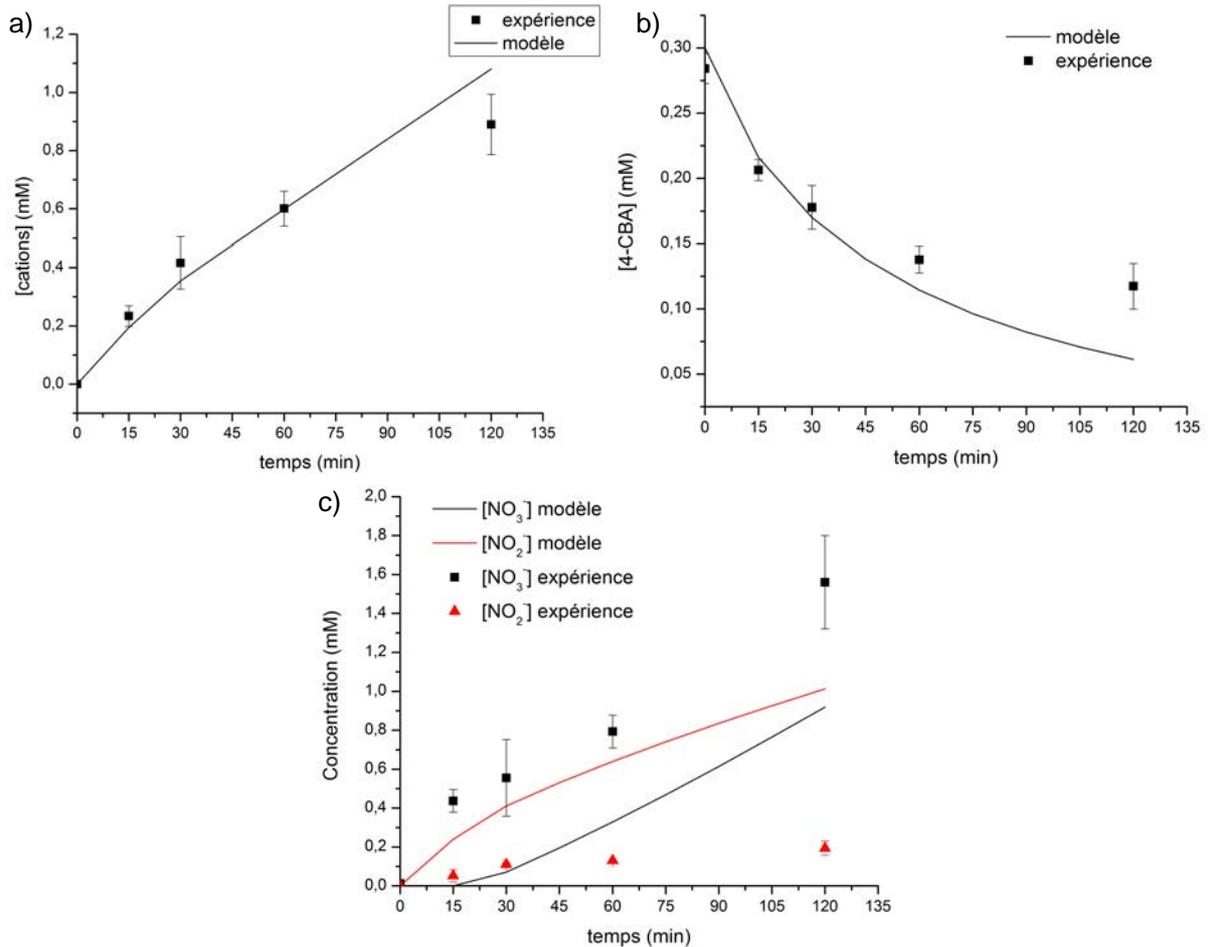 a)
expérience
modèle
1,2
1,0
0,8
0,6
0,4
0,2
0,0
[cations] (mM)
0 15 30 45 60 75 90 105 120 135
temps (min)
b)
modèle
expérience
0,30
0,25
0,20
0,15
0,10
0,05
[4-CBA] (mM)
0 15 30 45 60 75 90 105 120 135
temps (min)
c)
[NO3-] modèle
[NO2-] modèle
[NO3-] expérience
[NO2-] expérience
2,0
1,8
1,6
1,4
1,2
1,0
0,8
0,6
0,4
0,2
0,0
Concentration (mM)
0 15 30 45 60 75 90 105 120 135
temps (min)